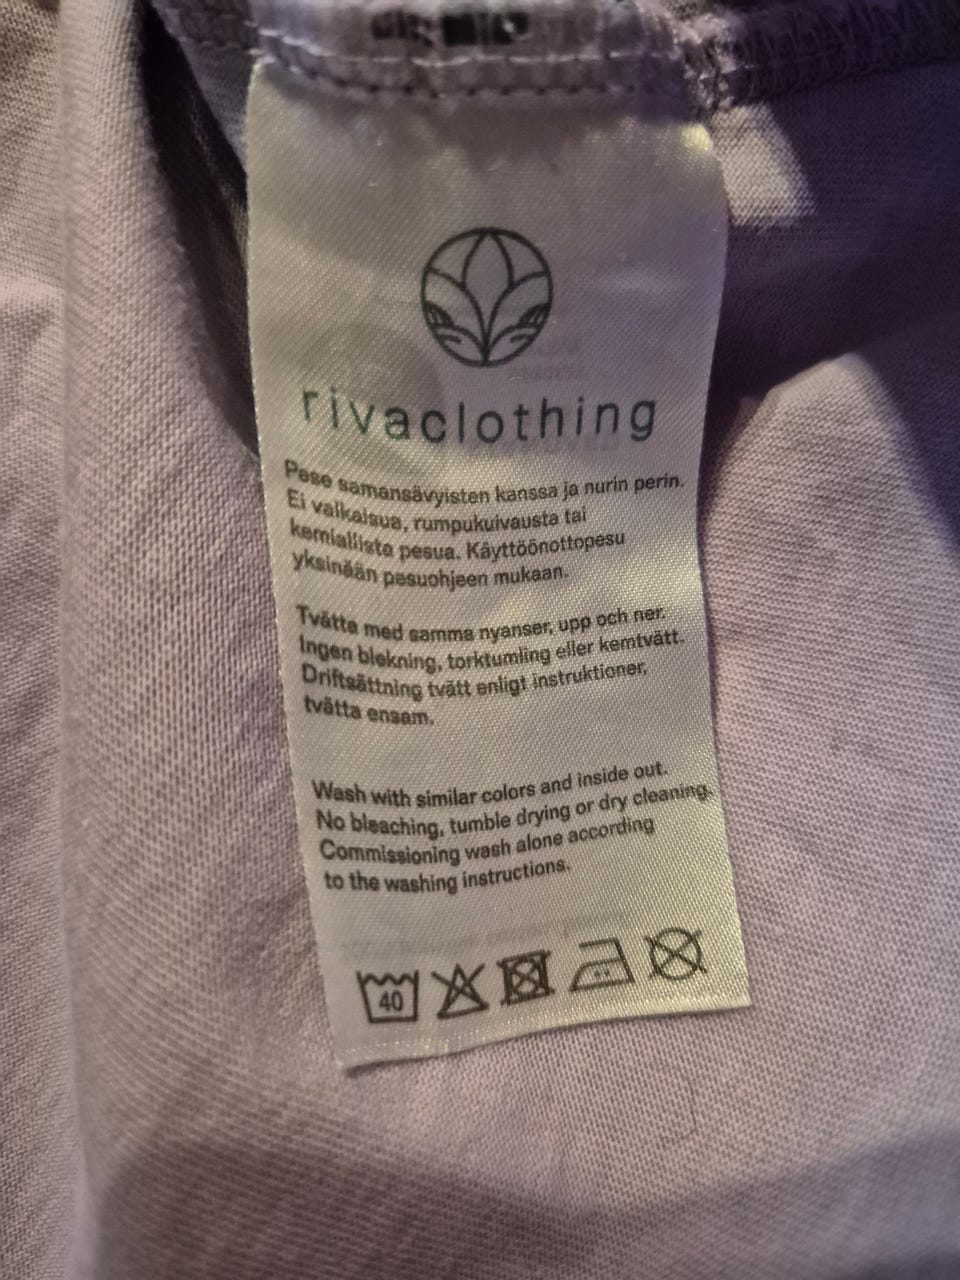 rivaclothing
Pese samansävyisten kanssa ja nurin perin.
Ei valkaisua, rumpukuivausta tai
kemiallista pesua. Käyttöönottopesu
yksinään pesuohjeen mukaan.
Tvätta med samma nyanser, upp och ner.
Ingen blekning, torktumling eller kemtvätt.
Driftsättning tvätt enligt instruktioner,
tvätta ensam.
Wash with similar colors and inside out.
No bleaching, tumble drying or dry cleaning.
Commissioning wash alone according
to the washing instructions.
40